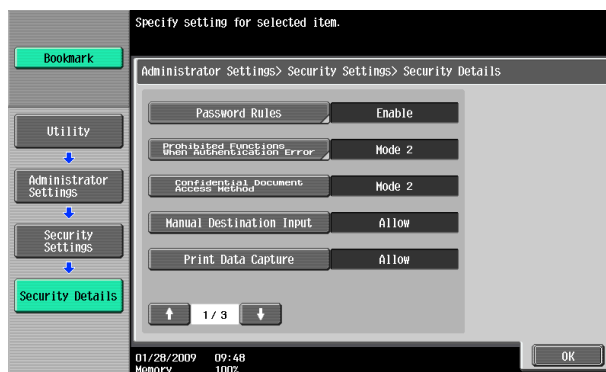 Specify setting for selected item.
Bookmark
Administrator Settings> Security Settings> Security Details
Password Rules
Enable
Utility
Prohibited Functions
When Authentication Error
Mode 2
Administrator
Settings
Confidential Document
Access Method
Mode 2
Security
Settings
Manual Destination Input
Allow
Print Data Capture
Allow
Security Details
1/ 3
01/28/2009 09:48
Memory 100%
OK